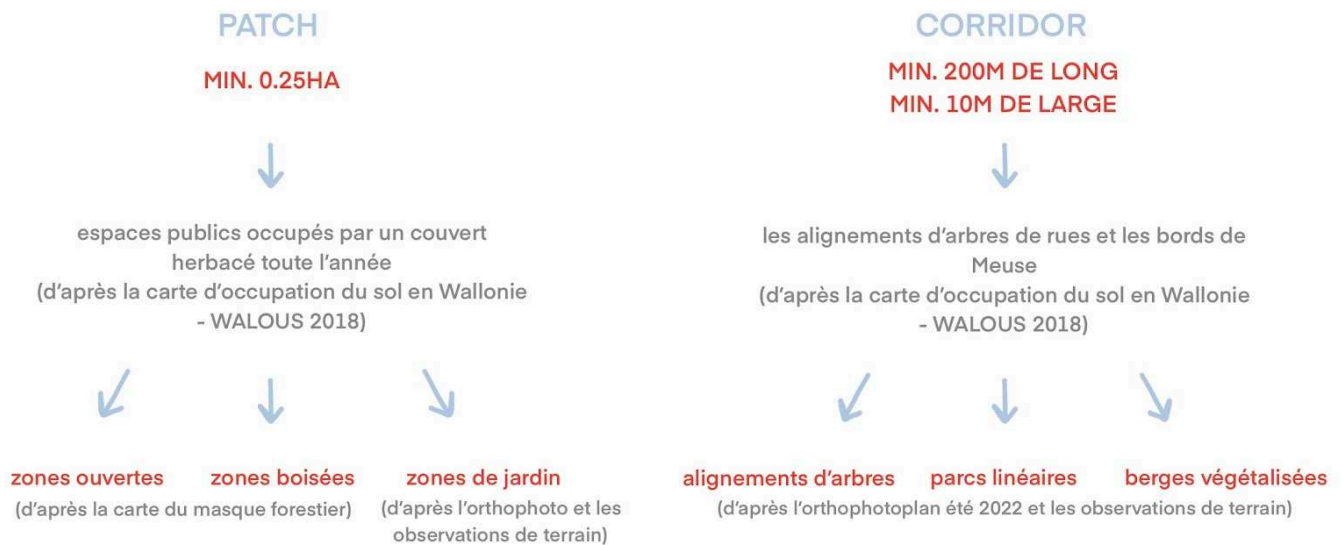 PATCH
MIN. 0.25HA
espaces publics occupés par un couvert
herbacé toute l'année
(d'après la carte d'occupation du sol en Wallonie
- WALOUS 2018)
zones ouvertes
zones boisées
(d'après la carte du masque forestier)
zones de jardin
(d'après l'orthophoto et les
observations de terrain)
CORRIDOR
MIN. 200M DE LONG
MIN. 10M DE LARGE
les alignements d'arbres de rues et les bords de
Meuse
(d'après la carte d'occupation du sol en Wallonie
- WALOUS 2018)
alignements d'arbres
parcs linéaires
berges végétalisées
(d'après l'orthophotoplan été 2022 et les observations de terrain)